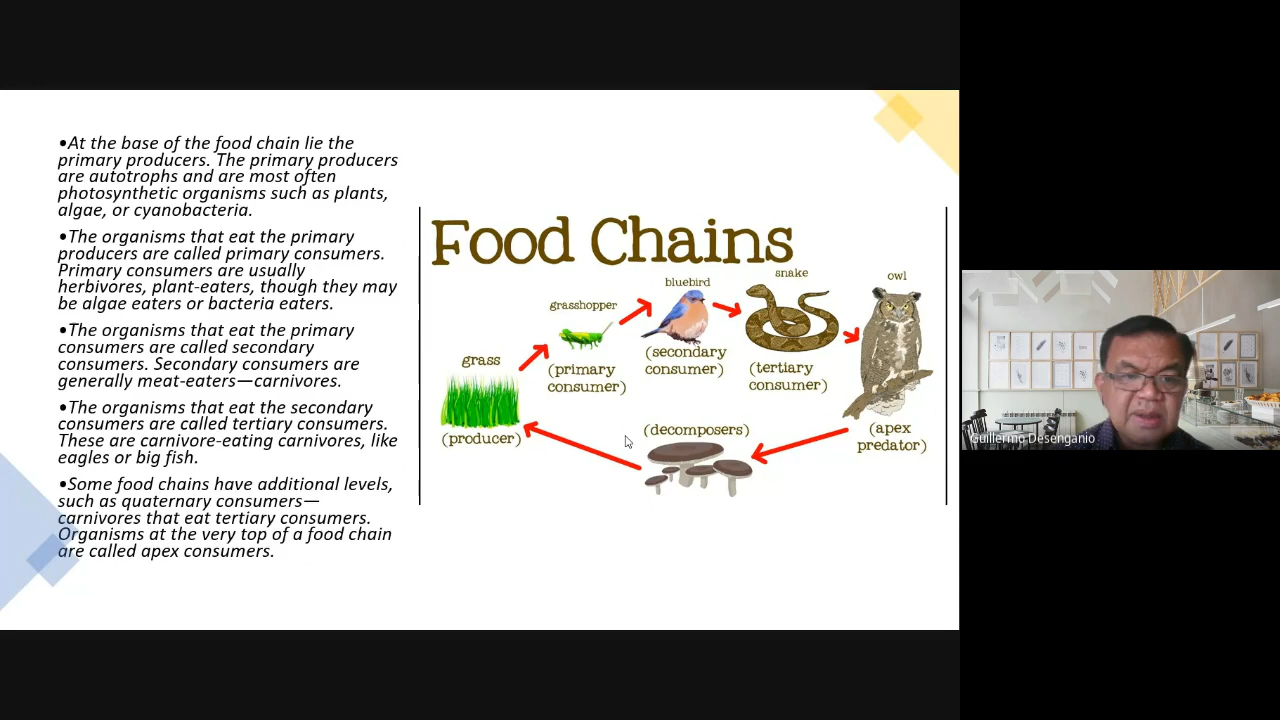 •At the base of the food chain lie the
primary producers. The primary producers
are autotrophs and are most often
photosynthetic organisms such as plants,
algae, or cyanobacteria.
•The organisms that eat the primary
producers are called primary consumers.
Primary consumers are usually
herbivores, plant-eaters, though they may
be algae eaters or bacteria eaters.
•The organisms that eat the primary
consumers are called secondary
consumers. Secondary consumers are
generally meat-eaters—carnivores.
•The organisms that eat the secondary
consumers are called tertiary consumers.
These are carnivore-eating carnivores, like
eagles or big fish.
•Some food chains have additional levels,
such as quaternary consumers—
carnivores that eat tertiary consumers.
Organisms at the very top of a food chain
are called apex consumers.
Food Chains
grass
(producer)
grasshopper
(primary
consumer)
bluebird
(secondary
consumer)
snake
(tertiary
consumer)
owl
(apex
predator)
(decomposers)
Guillermo Desenganio